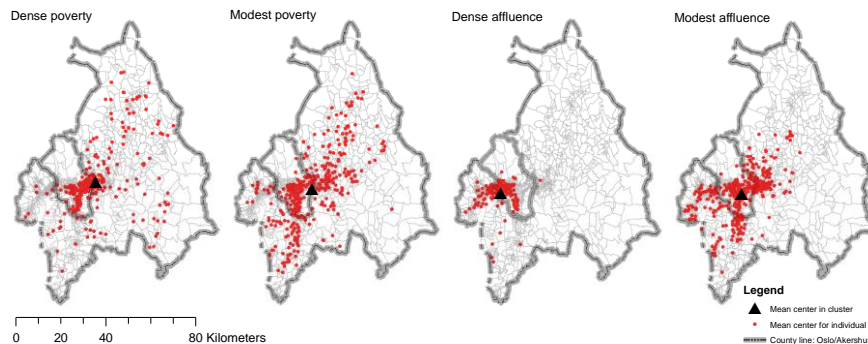 Dense poverty
Modest poverty
Dense affluence
Modest affluence
Legend
Mean center in cluster
Mean center for individual
County line: Oslo/Akershu
0 20 40 80 Kilometers